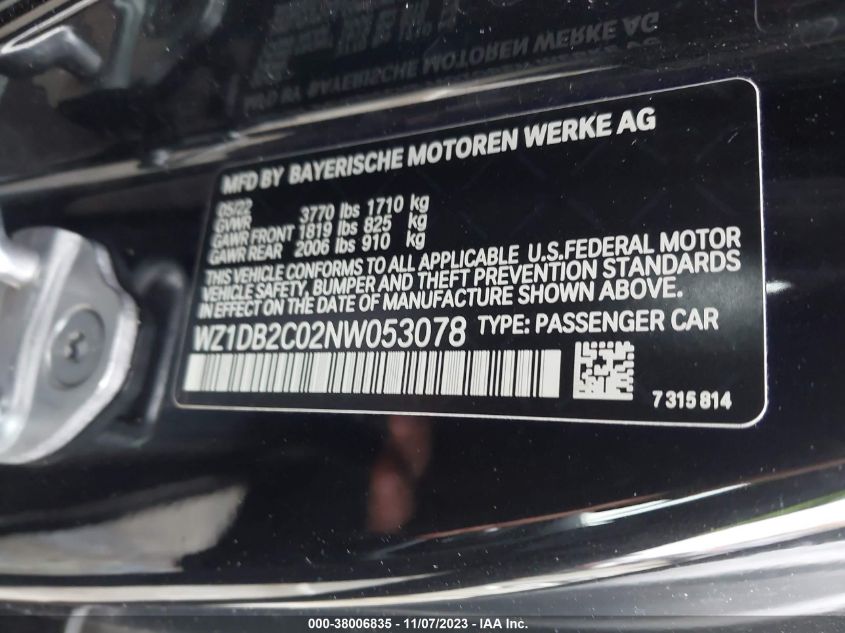 MFD BY BAYERISCHE MOTOREN WERKE AG
05/22
GVWR 3770 lbs 1710 kg
GAWR FRONT 1819 lbs 825 kg
GAWR REAR 2006 lbs 910 kg
THIS VEHICLE CONFORMS TO ALL APPLICABLE U.S.FEDERAL MOTOR
VEHICLE SAFETY, BUMPER AND THEFT PREVENTION STANDARDS
IN EFFECT ON THE DATE OF MANUFACTURE SHOWN ABOVE.
WZ1DB2C02NW053078 TYPE: PASSENGER CAR
7315814
000-38006835 - 11/07/2023 - IAA Inc.